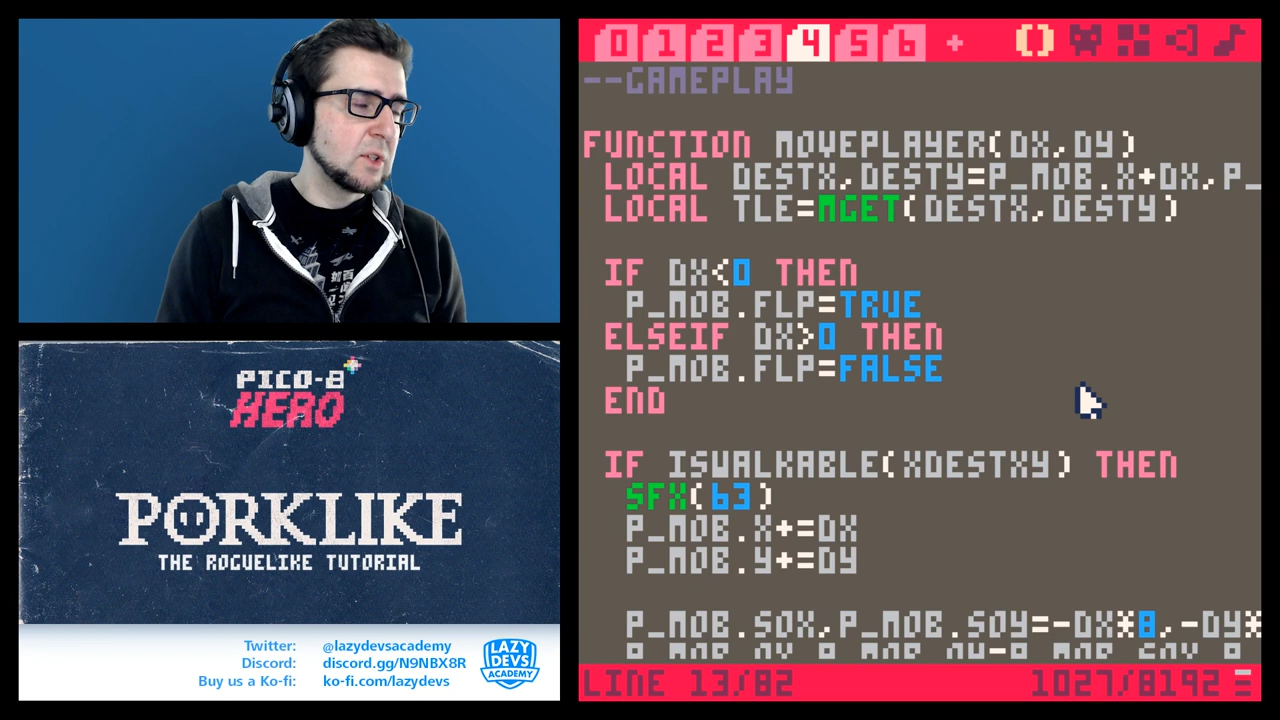 PICO-8
HERO
PORKLIKE
THE ROGUELIKE TUTORIAL
Twitter: @lazydevsacademy
Discord: discord.gg/N9NBX8R
Buy us a Ko-fi: ko-fi.com/lazydevs
LAZY
DEVS
ACADEMY
0 1 2 3 4 5 6 +
--GAMEPLAY
FUNCTION MOVEPLAYER(DX,DY)
LOCAL DESTX,DESTY=P_MOB.X+DX,P_
LOCAL TLE=MGET(DESTX,DESTY)
IF DX<0 THEN
P_MOB.FLP=TRUE
ELSEIF DX>0 THEN
P_MOB.FLP=FALSE
END
IF ISWALKABLE(XDESTXY) THEN
SFX(63)
P_MOB.X+=DX
P_MOB.Y+=DY
P_MOB.SOX,P_MOB.SOY=-DX*8,-DY*
LINE 13/82
1027/8192